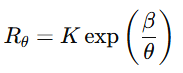 R_θ = K exp(β/θ)